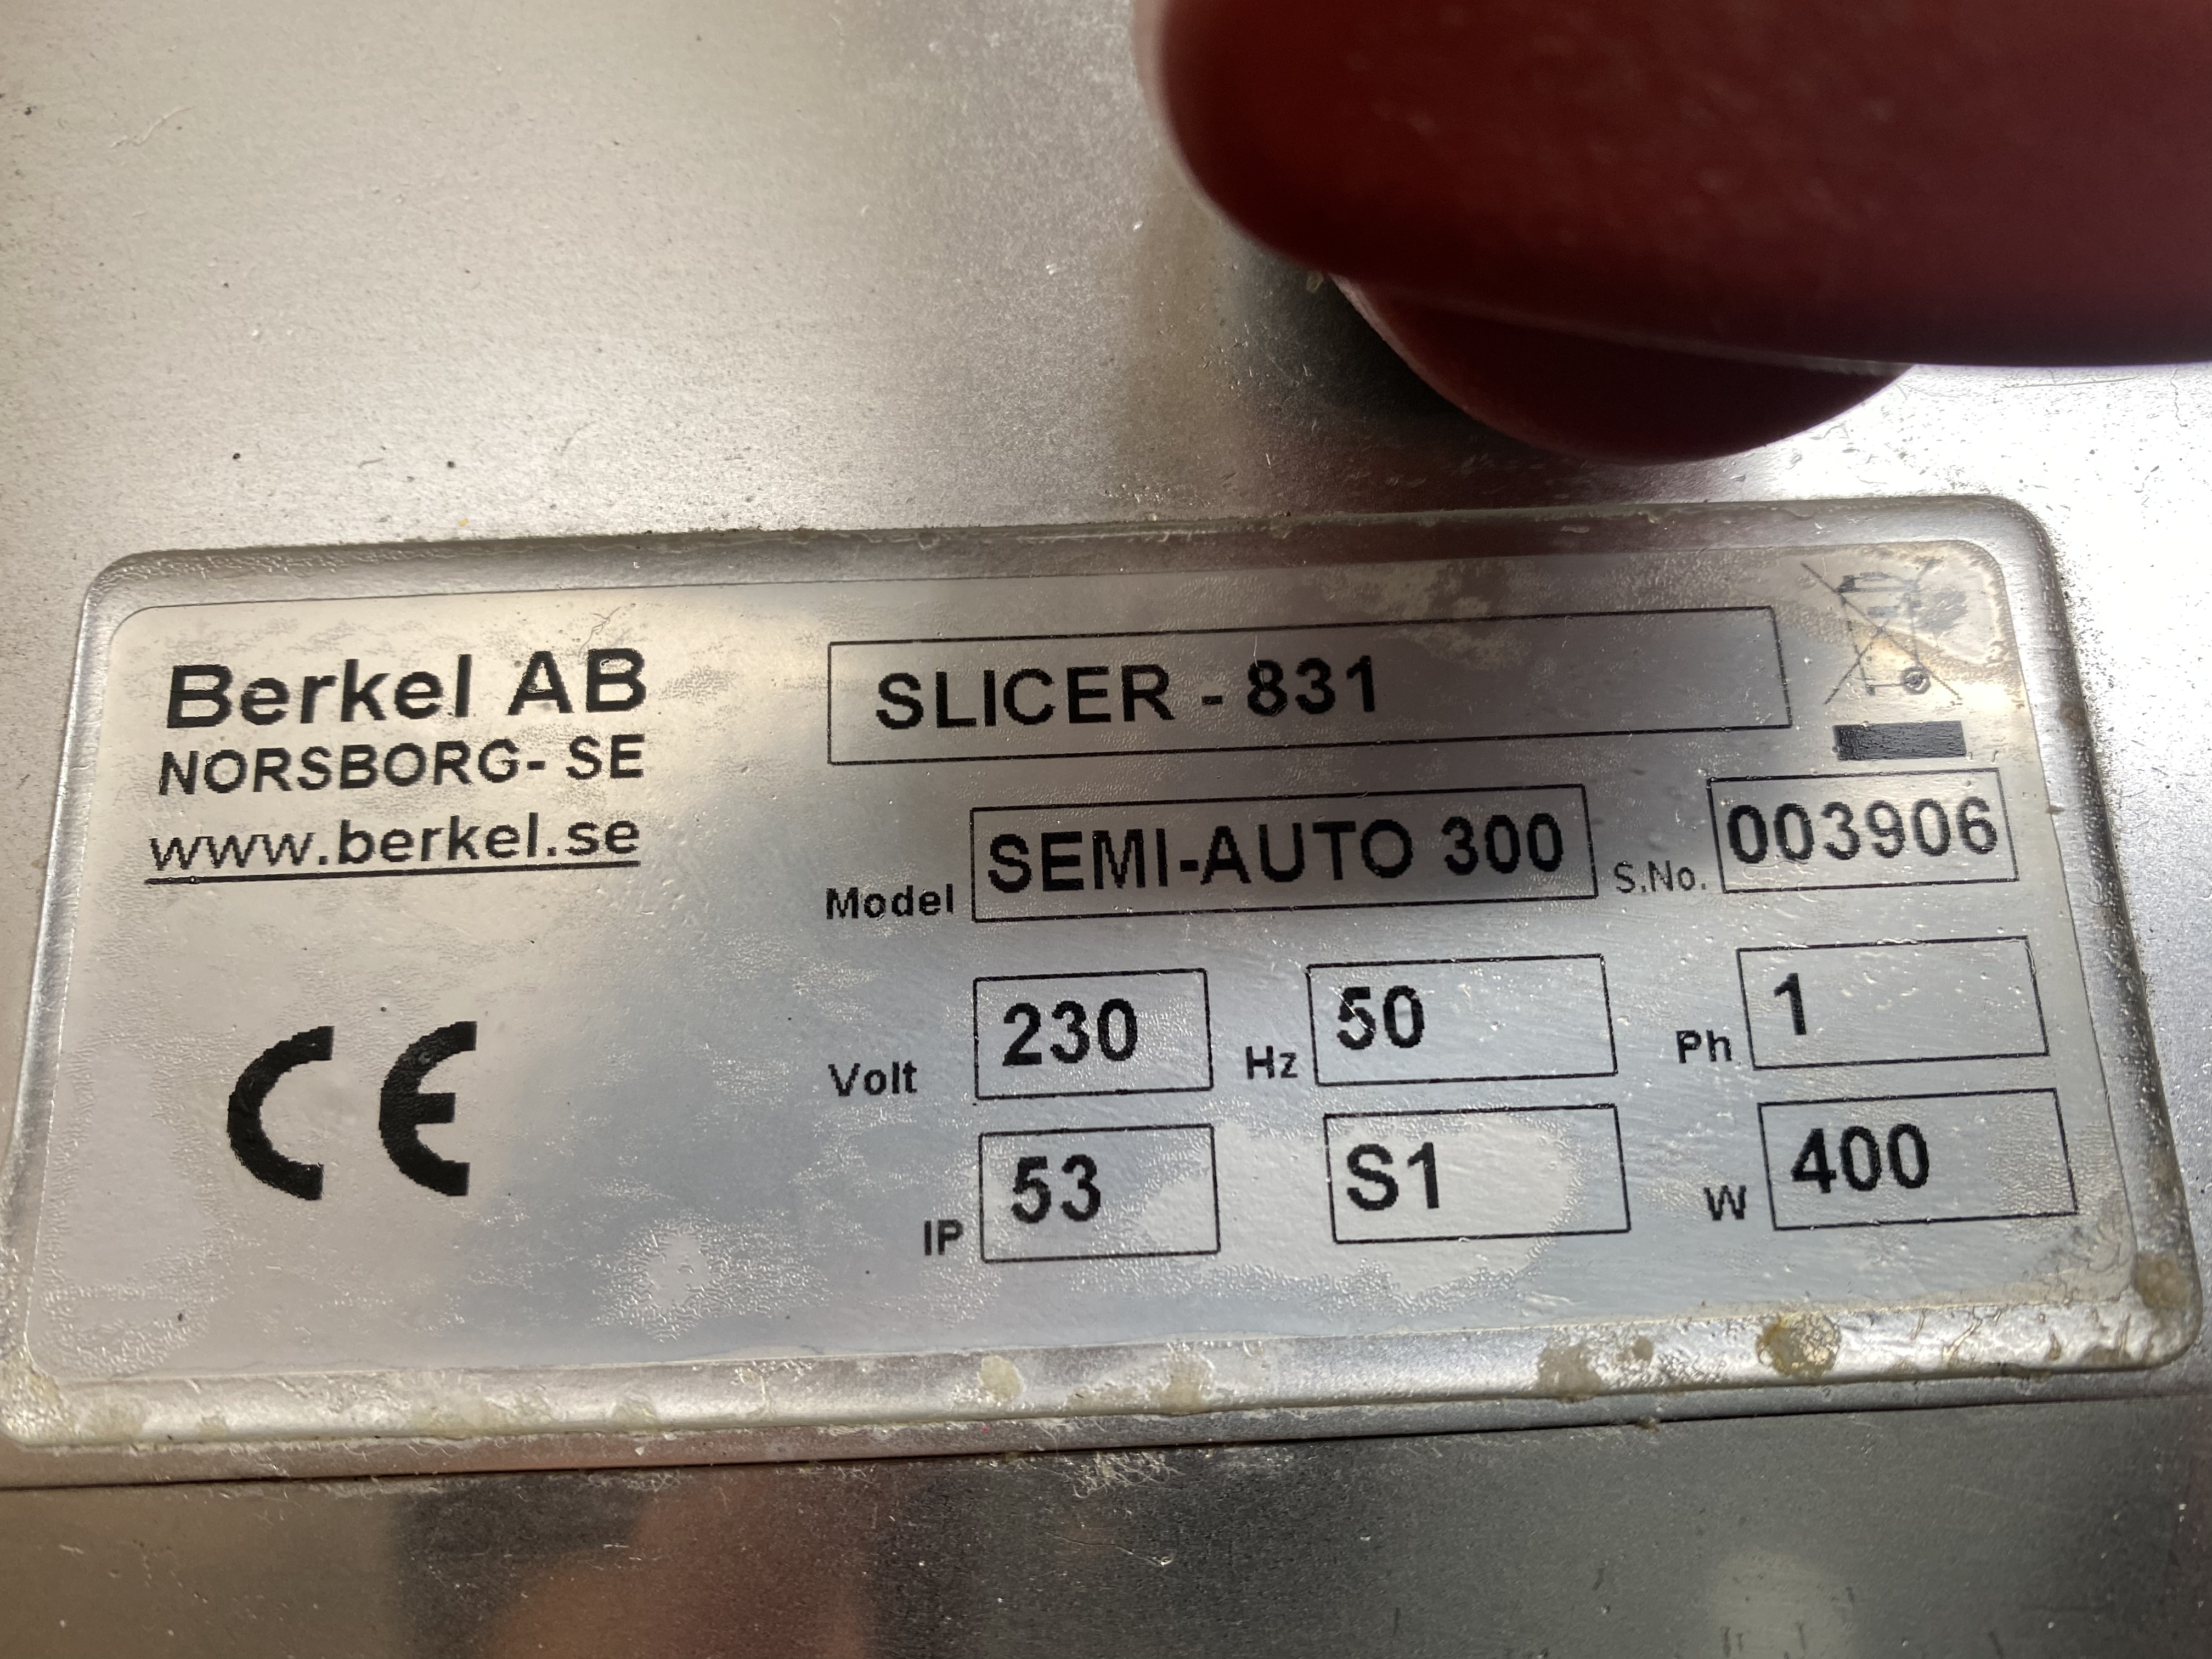 Berkel AB
NORSBORG- SE
www.berkel.se
SLICER - 831
Model SEMI-AUTO 300 S.No. 003906
Volt 230 Hz 50 Ph 1
IP 53 S1 W 400
CE